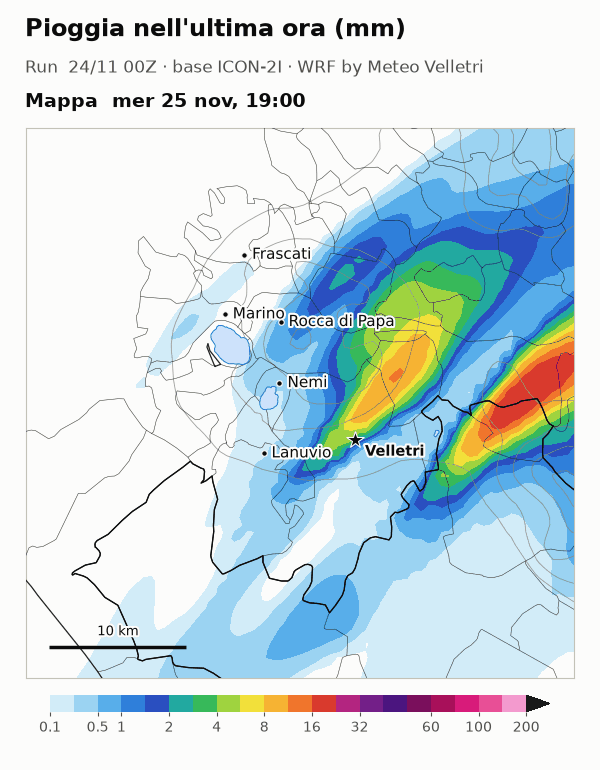 Pioggia nell'ultima ora (mm)
Run  24/11 00Z · base ICON-2I · WRF by Meteo Velletri
Mappa  mer 25 nov, 19:00
Frascati
Marino
Rocca di Papa
Nemi
Velletri
Lanuvio
10 km
0.1 0.5 1 2 4 8 16 32 60 100 200